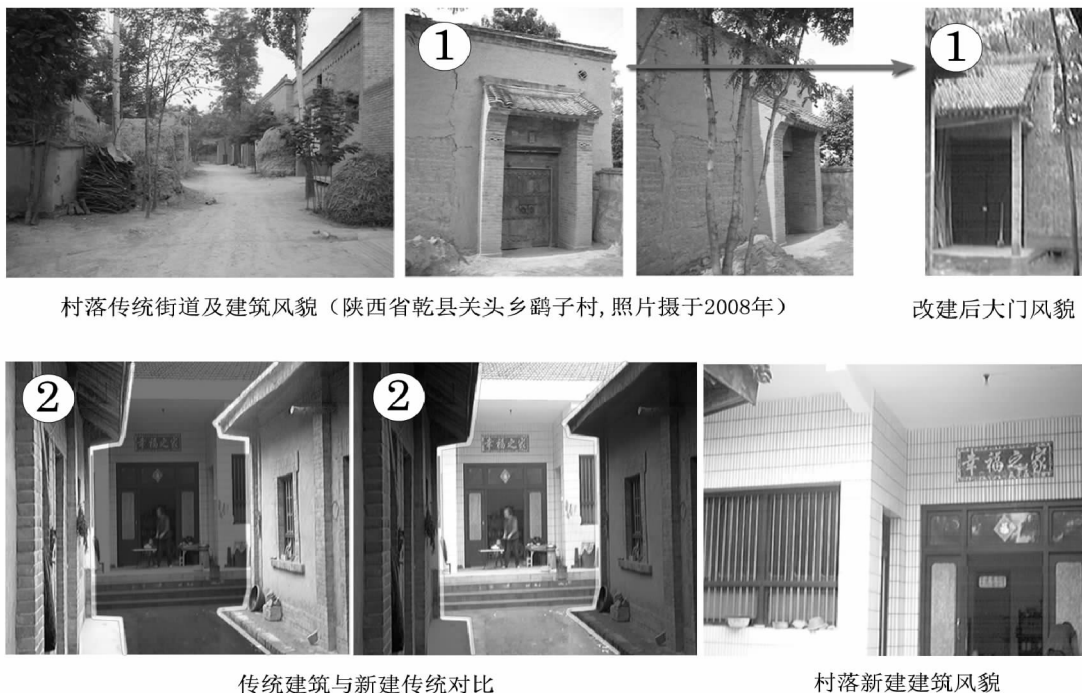 ① ①
村落传统街道及建筑风貌（陕西省乾县关头乡鹞子村,照片摄于2008年）
改建后大门风貌
② ②
幸福之家
幸福之家
幸福之家
传统建筑与新建传统对比
村落新建建筑风貌